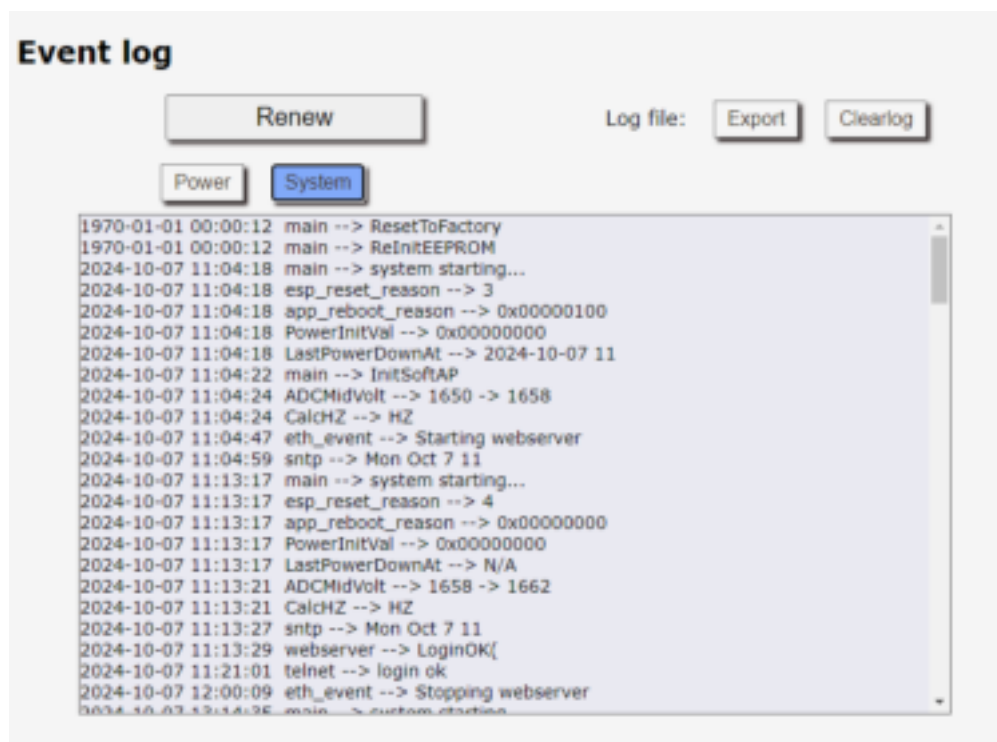 Event log
Renew
Log file: Export Clearlog
Power System
1970-01-01 00:00:12 main --> ResetToFactory
1970-01-01 00:00:12 main --> ReInitEEPROM
2024-10-07 11:04:18 main --> system starting...
2024-10-07 11:04:18 esp_reset_reason --> 3
2024-10-07 11:04:18 app_reboot_reason --> 0x00000100
2024-10-07 11:04:18 PowerInitVal --> 0x00000000
2024-10-07 11:04:18 LastPowerDownAt --> 2024-10-07 11
2024-10-07 11:04:22 main --> InitSoftAP
2024-10-07 11:04:24 ADCMidVolt --> 1650 -> 1658
2024-10-07 11:04:24 CalcHZ --> HZ
2024-10-07 11:04:47 eth_event --> Starting webserver
2024-10-07 11:04:59 sntp --> Mon Oct 7 11
2024-10-07 11:13:17 main --> system starting...
2024-10-07 11:13:17 esp_reset_reason --> 4
2024-10-07 11:13:17 app_reboot_reason --> 0x00000000
2024-10-07 11:13:17 PowerInitVal --> 0x00000000
2024-10-07 11:13:17 LastPowerDownAt --> N/A
2024-10-07 11:13:21 ADCMidVolt --> 1658 -> 1662
2024-10-07 11:13:21 CalcHZ --> HZ
2024-10-07 11:13:27 sntp --> Mon Oct 7 11
2024-10-07 11:13:29 webserver --> LoginOK[
2024-10-07 11:21:01 telnet --> login ok
2024-10-07 12:00:09 eth_event --> Stopping webserver
2024-10-07 13:14:35 main --> system starting